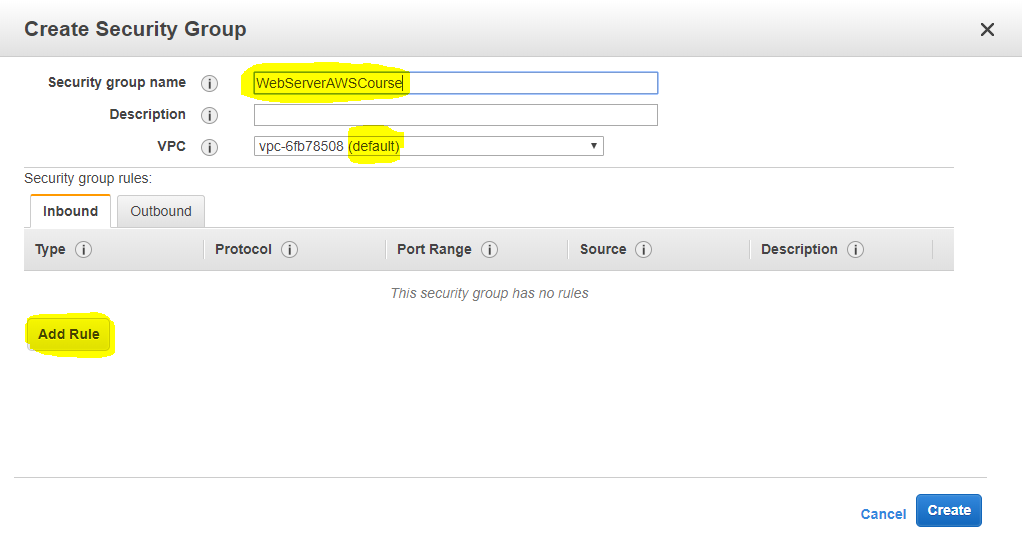 Create Security Group
Security group name i WebServerAWSCourse
Description i
VPC i vpc-6fb78508 (default)
Security group rules:
Inbound Outbound
Type i Protocol i Port Range i Source i Description i
This security group has no rules
Add Rule
Cancel Create